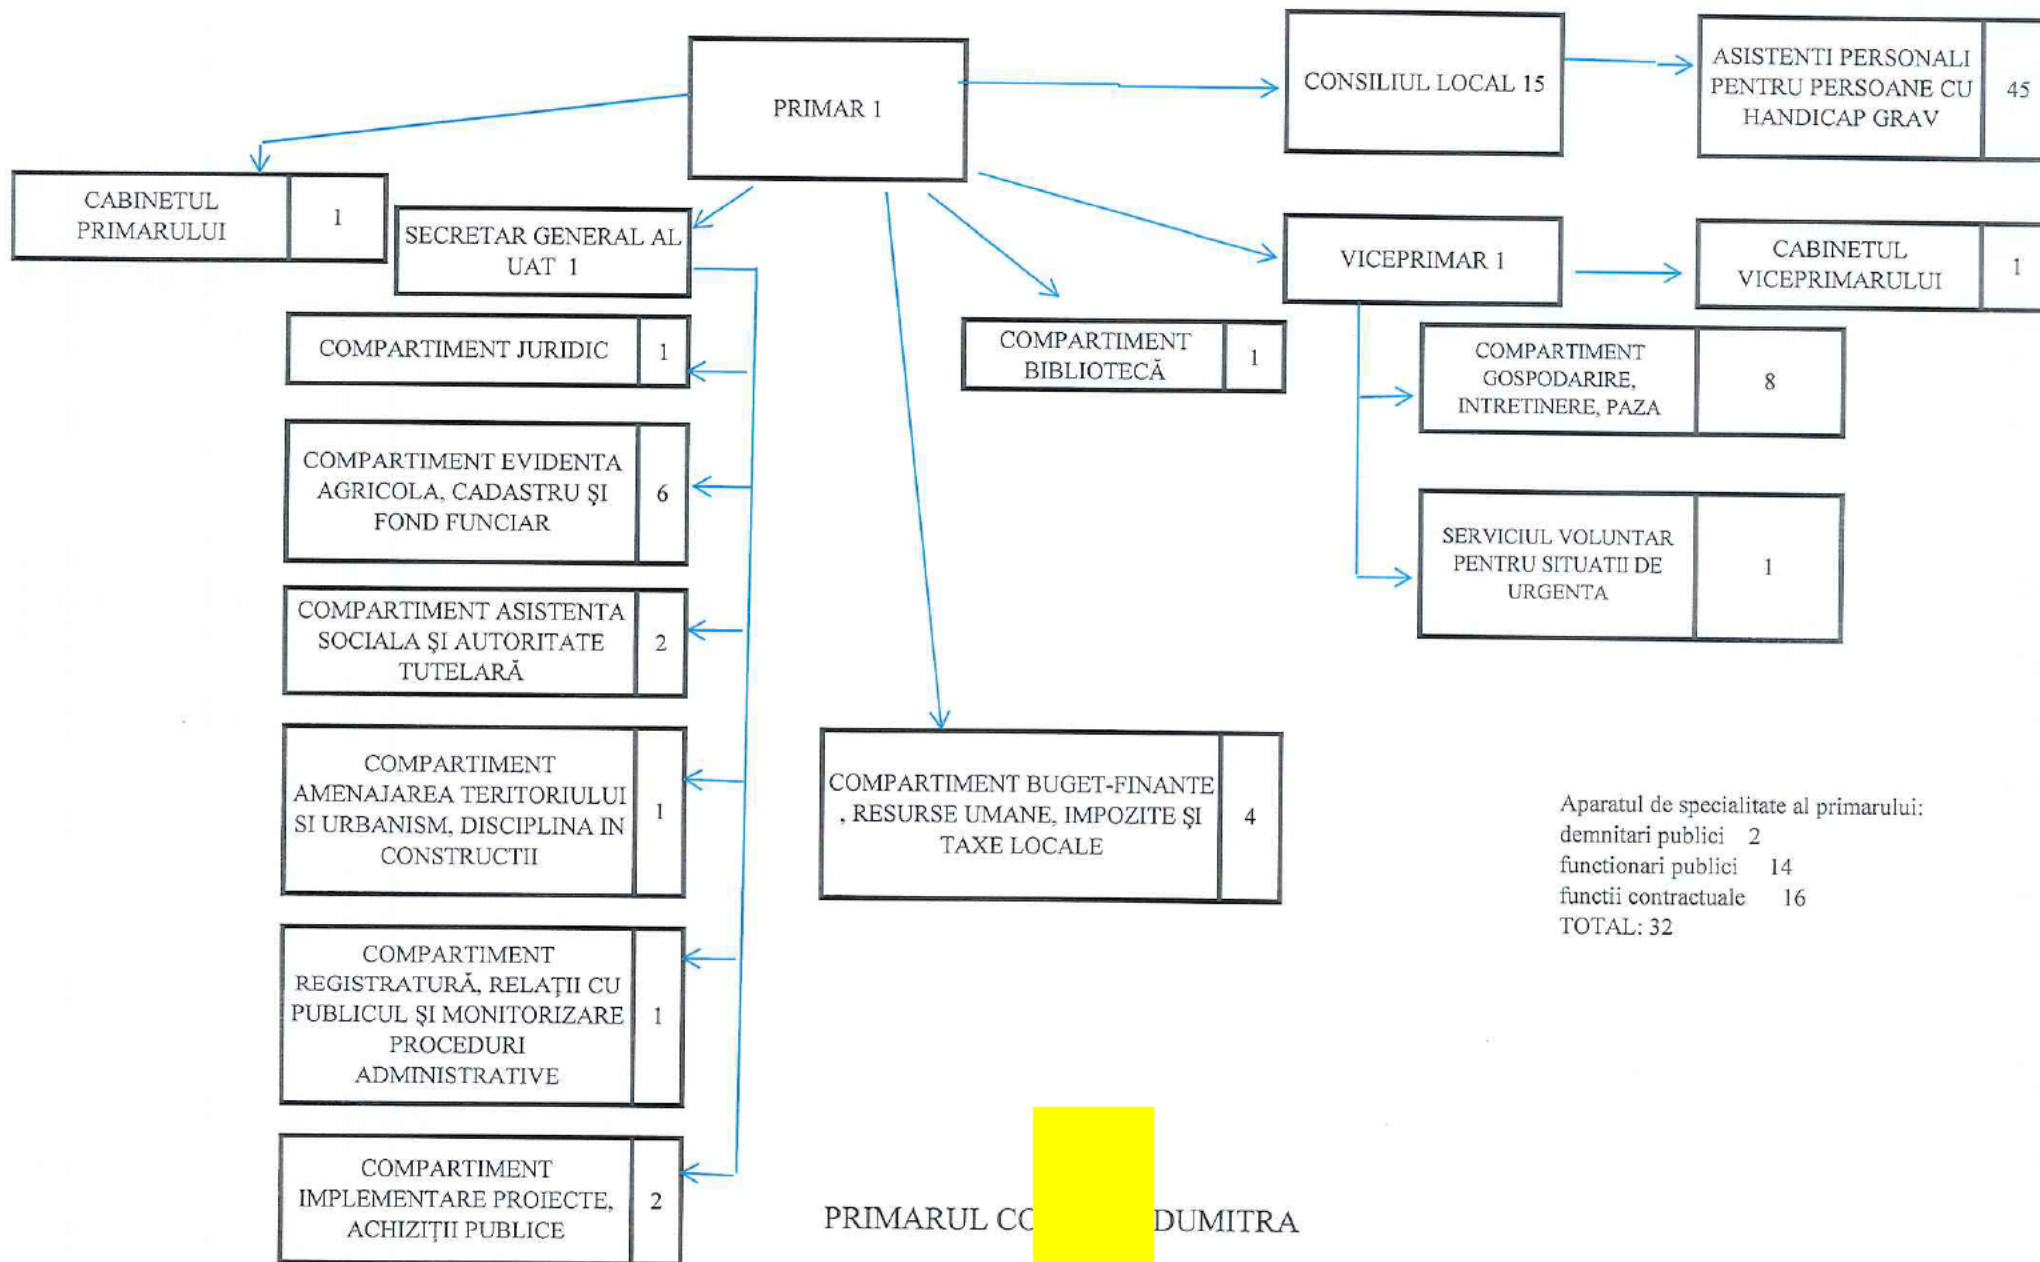 PRIMAR 1
CONSILIUL LOCAL 15
ASISTENTI PERSONALI
PENTRU PERSOANE CU
HANDICAP GRAV
45
CABINETUL
PRIMARULUI
1
SECRETAR GENERAL AL
UAT 1
VICEPRIMAR 1
CABINETUL
VICEPRIMARULUI
1
COMPARTIMENT JURIDIC
1
COMPARTIMENT
BIBLIOTECĂ
1
COMPARTIMENT
GOSPODARIRE,
INTRETINERE, PAZA
8
COMPARTIMENT EVIDENTA
AGRICOLA, CADASTRU ŞI
FOND FUNCIAR
6
SERVICIUL VOLUNTAR
PENTRU SITUATII DE
URGENTA
1
COMPARTIMENT ASISTENTA
SOCIALA ŞI AUTORITATE
TUTELARĂ
2
COMPARTIMENT
AMENAJAREA TERITORIULUI
SI URBANISM, DISCIPLINA IN
CONSTRUCTII
1
COMPARTIMENT BUGET-FINANTE
, RESURSE UMANE, IMPOZITE ŞI
TAXE LOCALE
4
Aparatul de specialitate al primarului:
demnitari publici 2
functionari publici 14
functii contractuale 16
TOTAL: 32
COMPARTIMENT
REGISTRATURĂ, RELAŢII CU
PUBLICUL ŞI MONITORIZARE
PROCEDURI
ADMINISTRATIVE
1
COMPARTIMENT
IMPLEMENTARE PROIECTE,
ACHIZIŢII PUBLICE
2
PRIMARUL DUMITRA